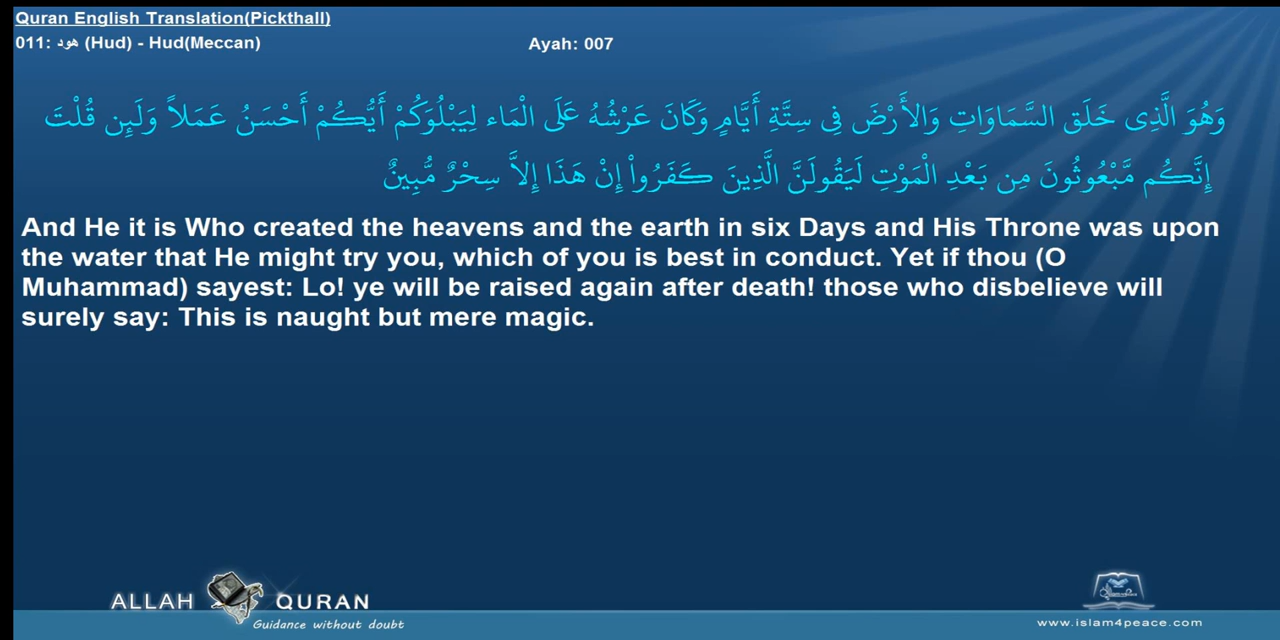 Quran English Translation(Pickthall)
011: هود (Hud) - Hud(Meccan) Ayah: 007
وَهُوَ الَّذِى خَلَق السَّمَاوَاتِ وَالأَرْضَ فِى سِتَّةِ أَيَّامٍ وَكَانَ عَرْشُهُ عَلَى الْمَاء لِيَبْلُوَكُمْ أَيُّكُمْ أَحْسَنُ عَمَلاً وَلَئِن قُلْتَ
إِنَّكُم مَّبْعُوثُونَ مِن بَعْدِ الْمَوْتِ لَيَقُولَنَّ الَّذِينَ كَفَرُواْ إِنْ هَذَا إِلاَّ سِحْرٌ مُّبِينٌ
And He it is Who created the heavens and the earth in six Days and His Throne was upon
the water that He might try you, which of you is best in conduct. Yet if thou (O
Muhammad) sayest: Lo! ye will be raised again after death! those who disbelieve will
surely say: This is naught but mere magic.
ALLAH QURAN
Guidance without doubt
www.islam4peace.com